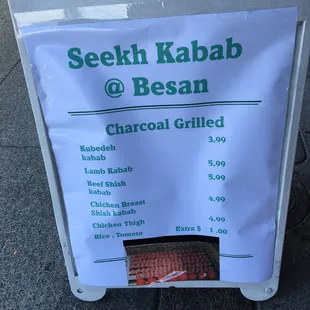 Seekh Kabab
@ Besan
Charcoal Grilled
Kubedeh 3.99
kabab
Lamb Kabab 5.99
Beef Shish 5.99
kabab
Chicken Breast 4.99
Shish kabab
Chicken Thigh 4.99
Rice , Tomato Extra $ 1 .00